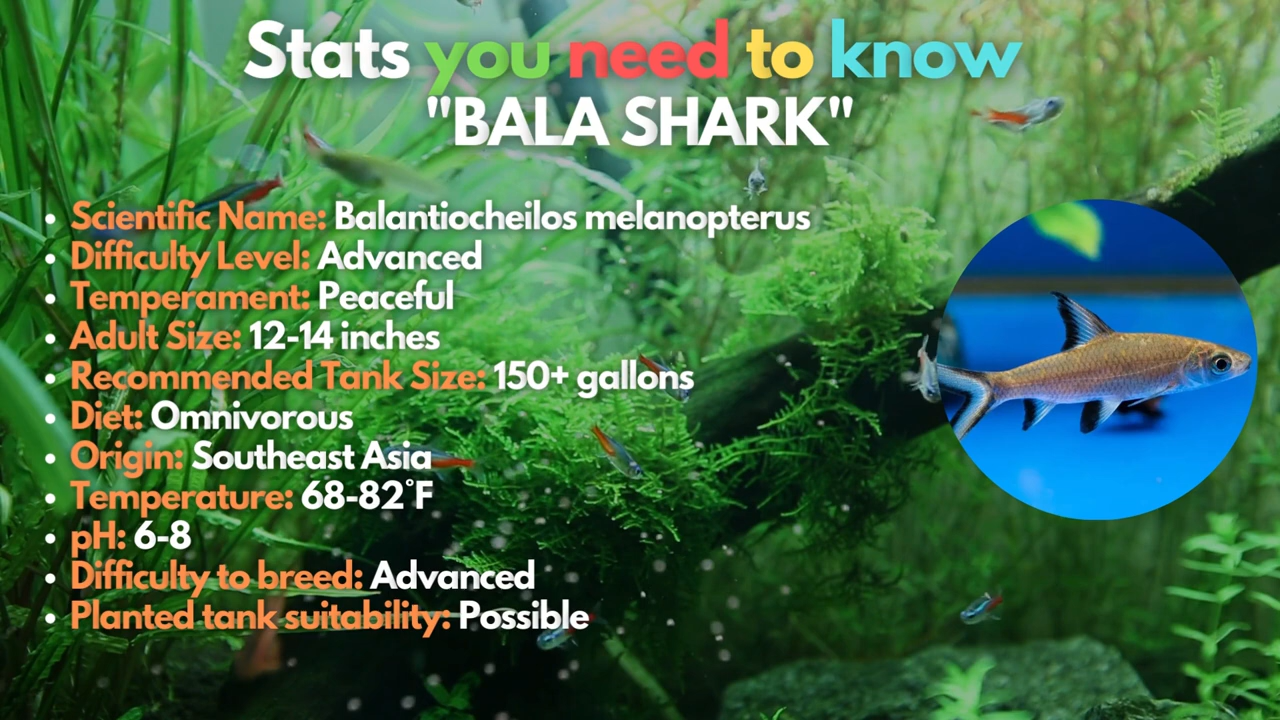 Stats you need to know
"BALA SHARK"
• Scientific Name: Balantiocheilos melanopterus
• Difficulty Level: Advanced
• Temperament: Peaceful
• Adult Size: 12-14 inches
• Recommended Tank Size: 150+ gallons
• Diet: Omnivorous
• Origin: Southeast Asia
• Temperature: 68-82°F
• pH: 6-8
• Difficulty to breed: Advanced
• Planted tank suitability: Possible